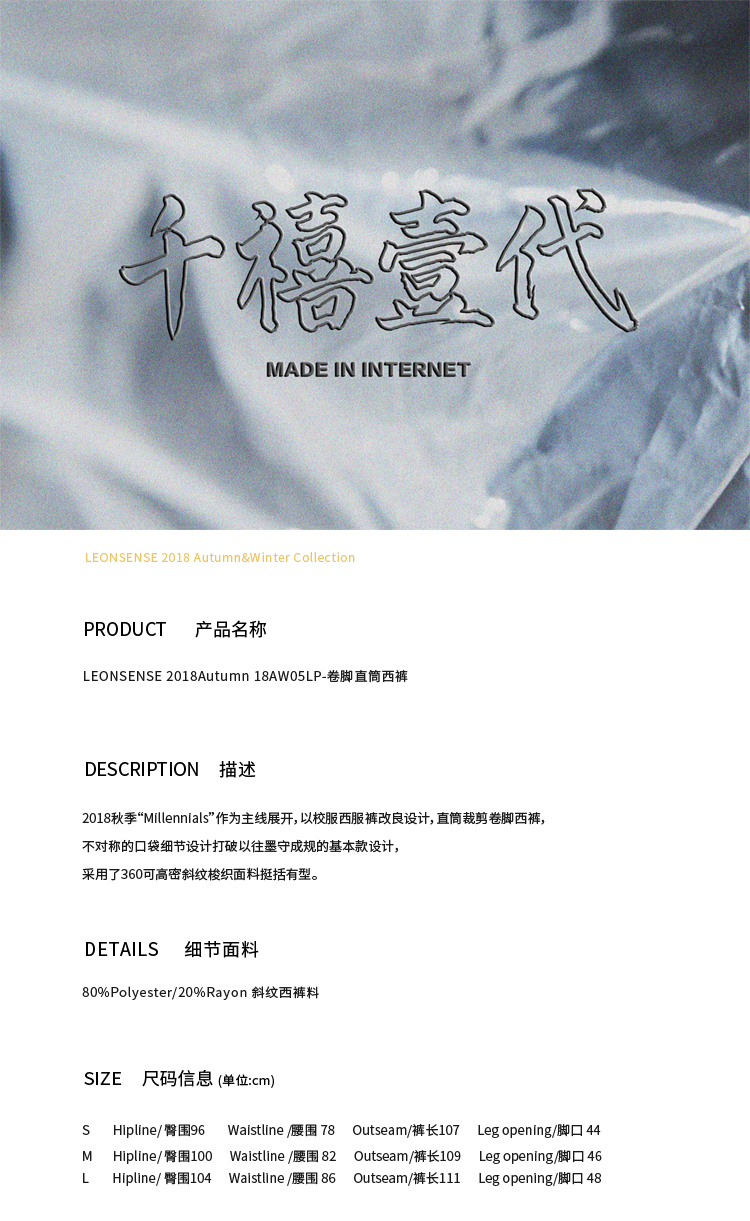 千禧壹代
MADE IN INTERNET
LEONSENSE 2018 Autumn&Winter Collection
PRODUCT 产品名称
LEONSENSE 2018Autumn 18AW05LP-卷脚直筒西裤
DESCRIPTION 描述
2018秋季“Millennials”作为主线展开，以校服西服裤改良设计，直筒裁剪卷脚西裤，
不对称的口袋细节设计打破以往墨守成规的基本款设计，
采用了360可高密斜纹梭织面料挺括有型。
DETAILS 细节面料
80%Polyester/20%Rayon 斜纹西裤料
SIZE 尺码信息 (单位:cm)
S Hipline/ 臀围96 Waistline /腰围 78 Outseam/裤长107 Leg opening/脚口 44
M Hipline/ 臀围100 Waistline /腰围 82 Outseam/裤长109 Leg opening/脚口 46
L Hipline/ 臀围104 Waistline /腰围 86 Outseam/裤长111 Leg opening/脚口 48